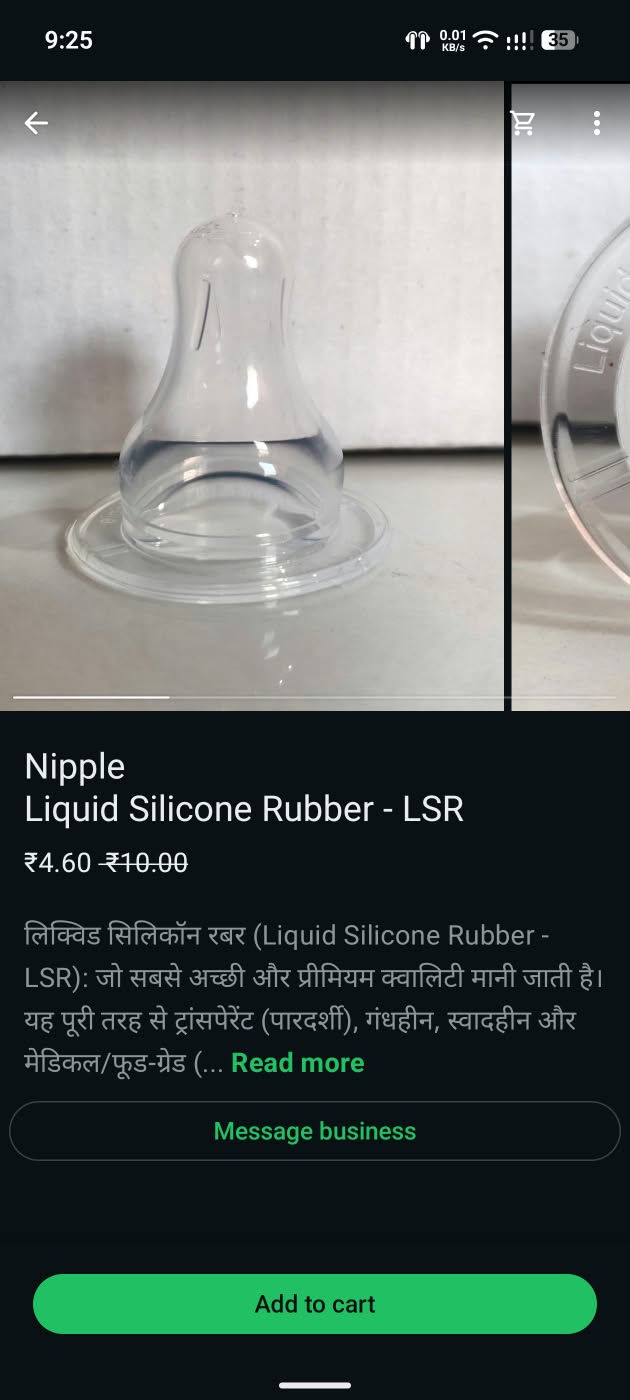 9:25
0.01
KB/s
35
Liquid
Nipple
Liquid Silicone Rubber - LSR
₹4.60 ₹10.00
लिक्विड सिलिकॉन रबर (Liquid Silicone Rubber -
LSR): जो सबसे अच्छी और प्रीमियम क्वालिटी मानी जाती है।
यह पूरी तरह से ट्रांसपेरेंट (पारदर्शी), गंधहीन, स्वादहीन और
मेडिकल/फूड-ग्रेड (... Read more
Message business
Add to cart